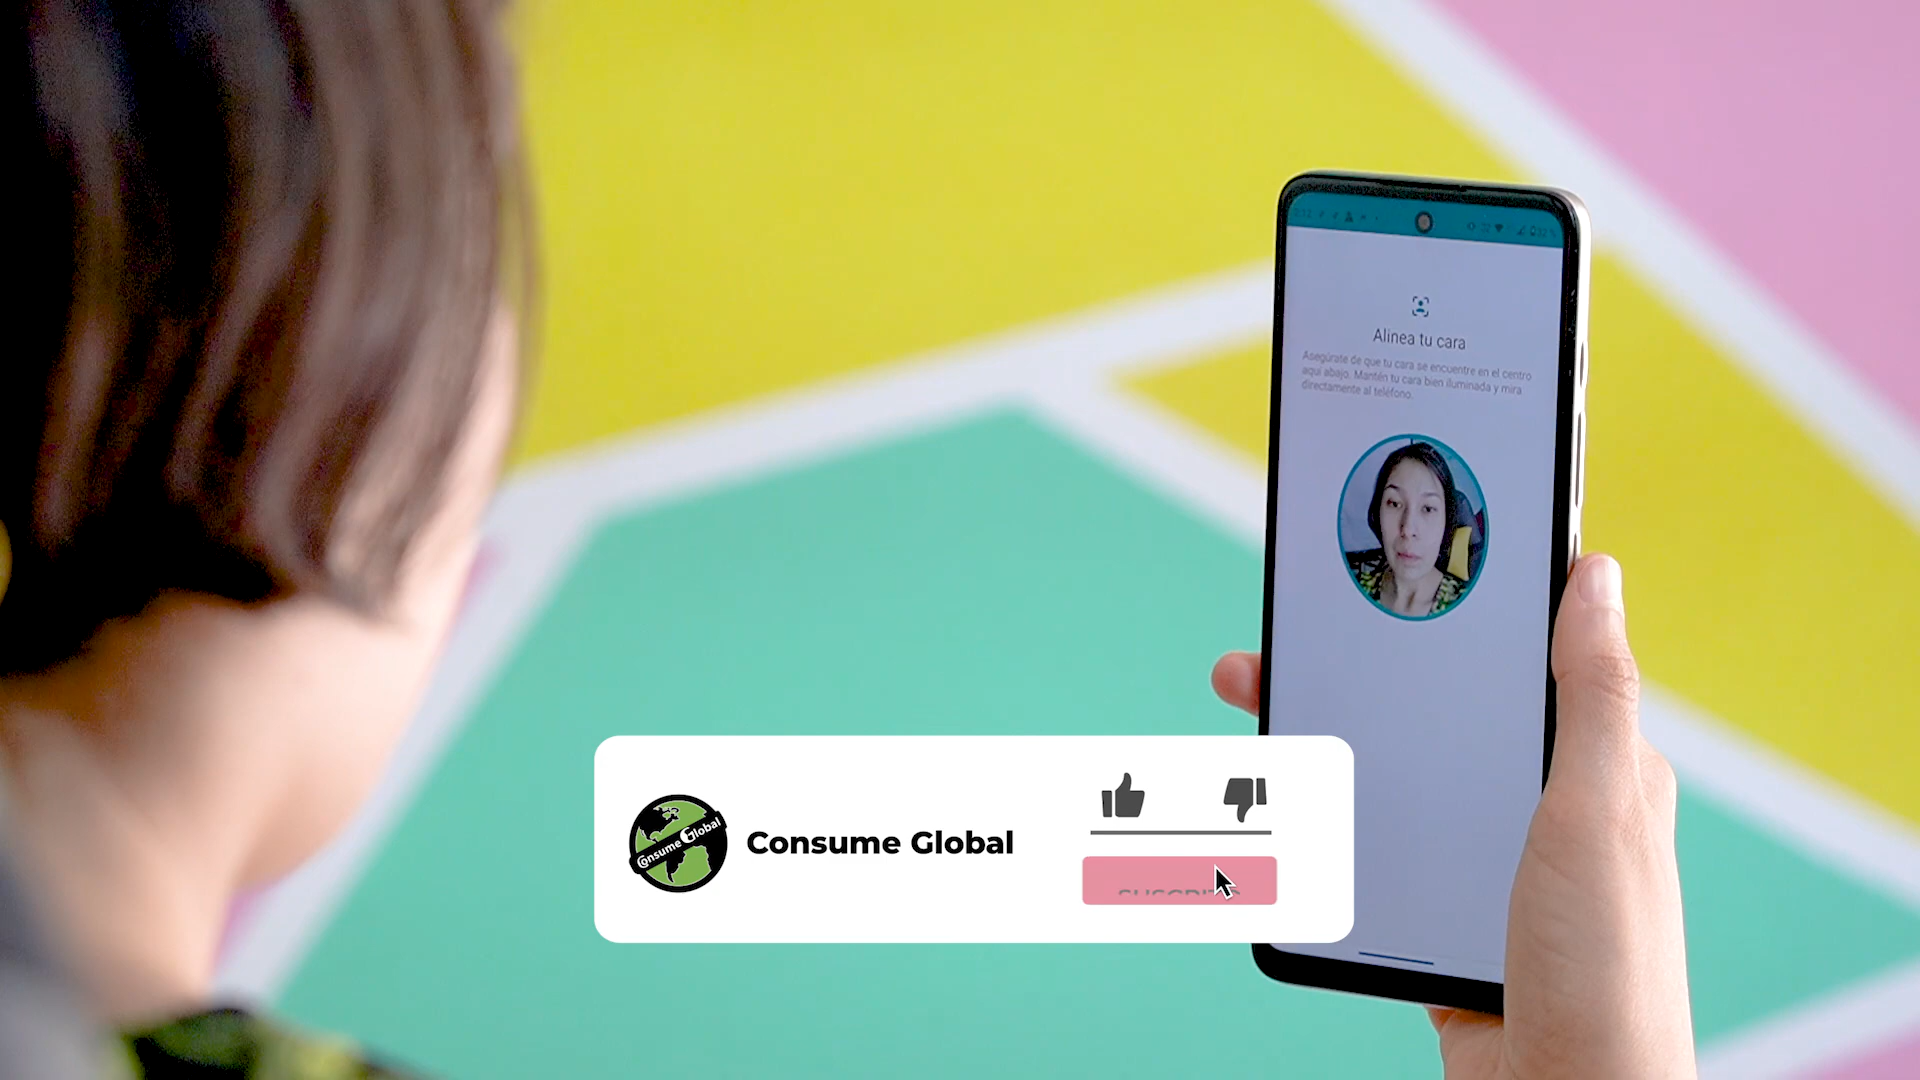 Alinea tu cara
Asegúrate de que tu cara se encuentre en el centro
aquí abajo. Mantén tu cara bien iluminada y mira
directamente al teléfono.
Consume Global
Consume Global